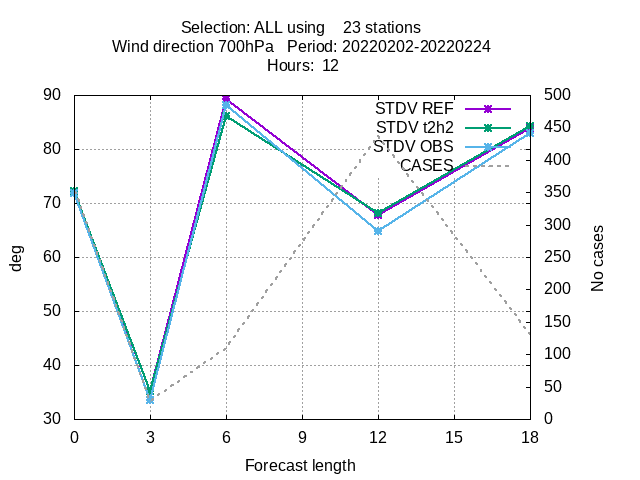 Selection: ALL using    23 stations
Wind direction 700hPa   Period: 20220202-20220224
Hours:  12
90
80
70
60
50
40
30
500
450
400
350
300
250
200
150
100
50
0
STDV REF
STDV t2h2
STDV OBS
CASES
deg
No cases
0 3 6 9 12 15 18
Forecast length